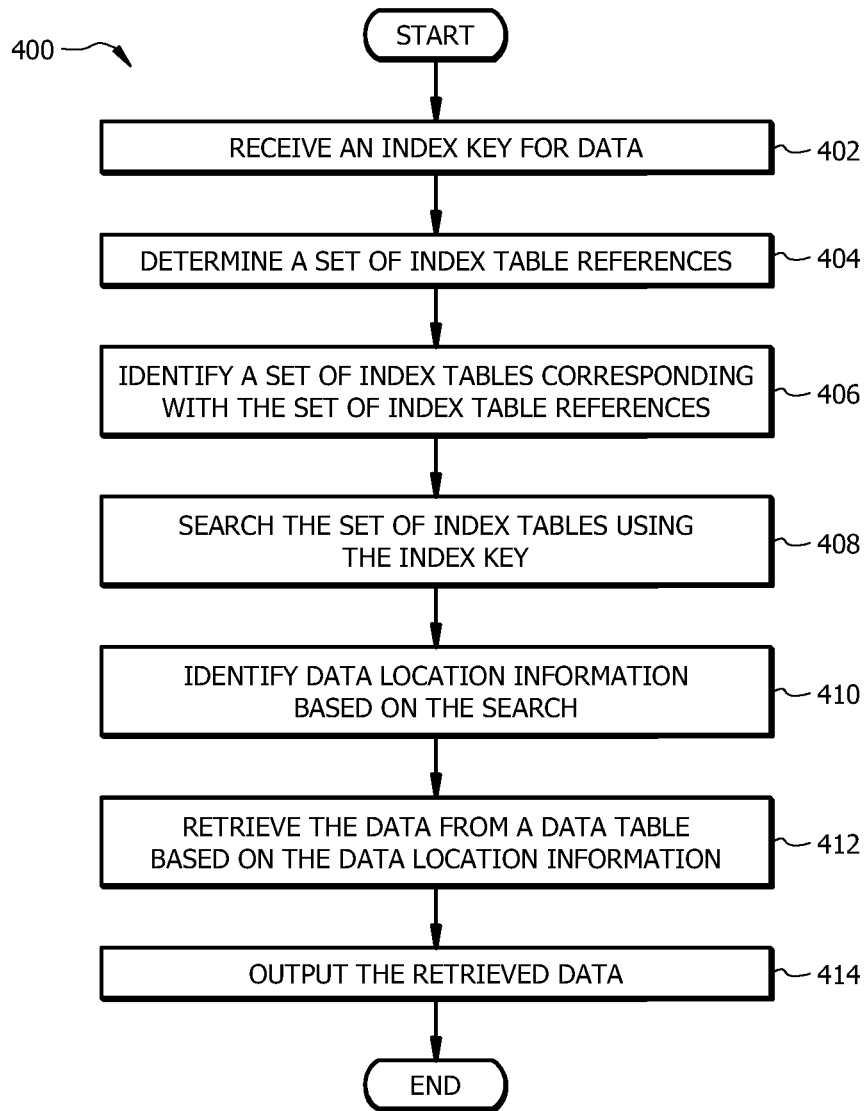 400
START
RECEIVE AN INDEX KEY FOR DATA
402
DETERMINE A SET OF INDEX TABLE REFERENCES
404
IDENTIFY A SET OF INDEX TABLES CORRESPONDING
WITH THE SET OF INDEX TABLE REFERENCES
406
SEARCH THE SET OF INDEX TABLES USING
THE INDEX KEY
408
IDENTIFY DATA LOCATION INFORMATION
BASED ON THE SEARCH
410
RETRIEVE THE DATA FROM A DATA TABLE
BASED ON THE DATA LOCATION INFORMATION
412
OUTPUT THE RETRIEVED DATA
414
END